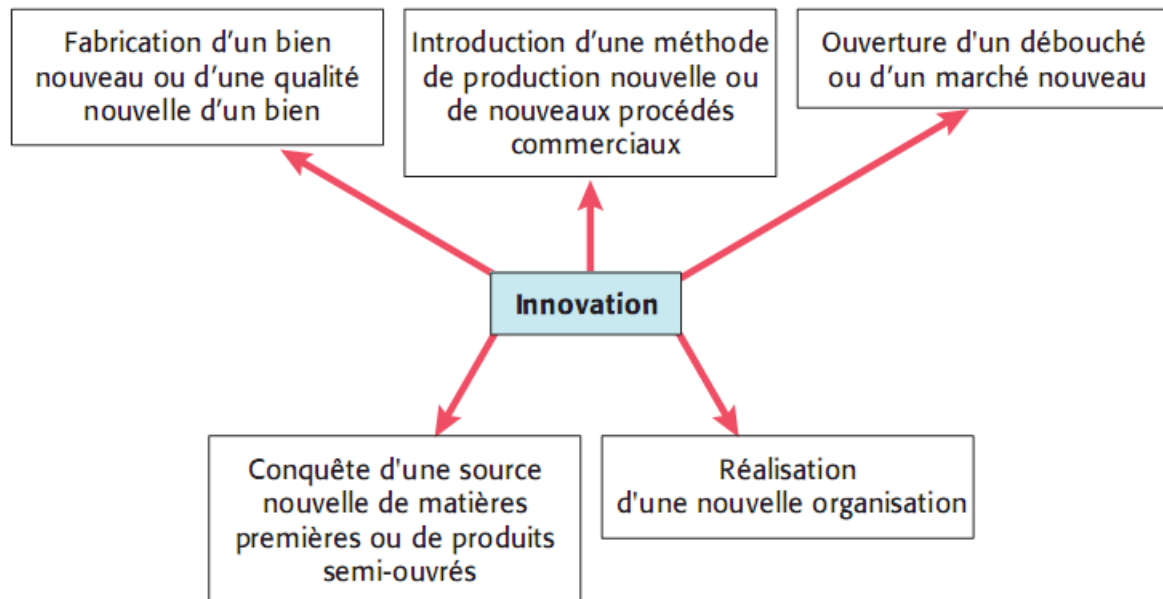 Fabrication d’un bien
nouveau ou d’une qualité
nouvelle d’un bien
Introduction d’une méthode
de production nouvelle ou
de nouveaux procédés
commerciaux
Ouverture d'un débouché
ou d’un marché nouveau
Innovation
Conquête d'une source
nouvelle de matières
premières ou de produits
semi-ouvrés
Réalisation
d'une nouvelle organisation